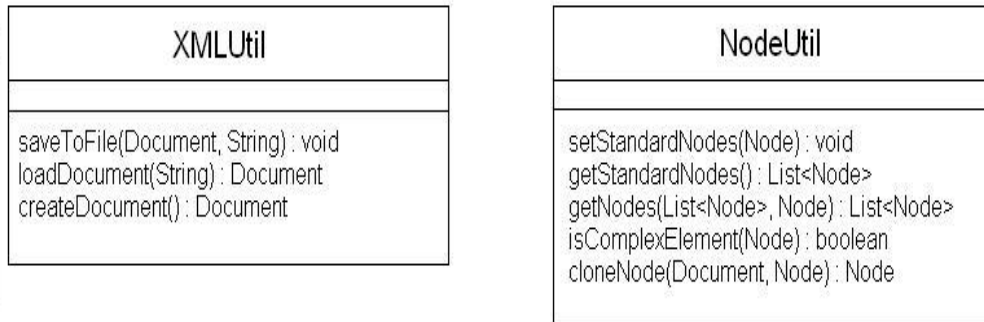 XMLUtil
saveToFile(Document, String) : void
loadDocument(String) : Document
createDocument() : Document
NodeUtil
setStandardNodes(Node) : void
getStandardNodes() : List<Node>
getNodes(List<Node>, Node) : List<Node>
isComplexElement(Node) : boolean
cloneNode(Document, Node) : Node